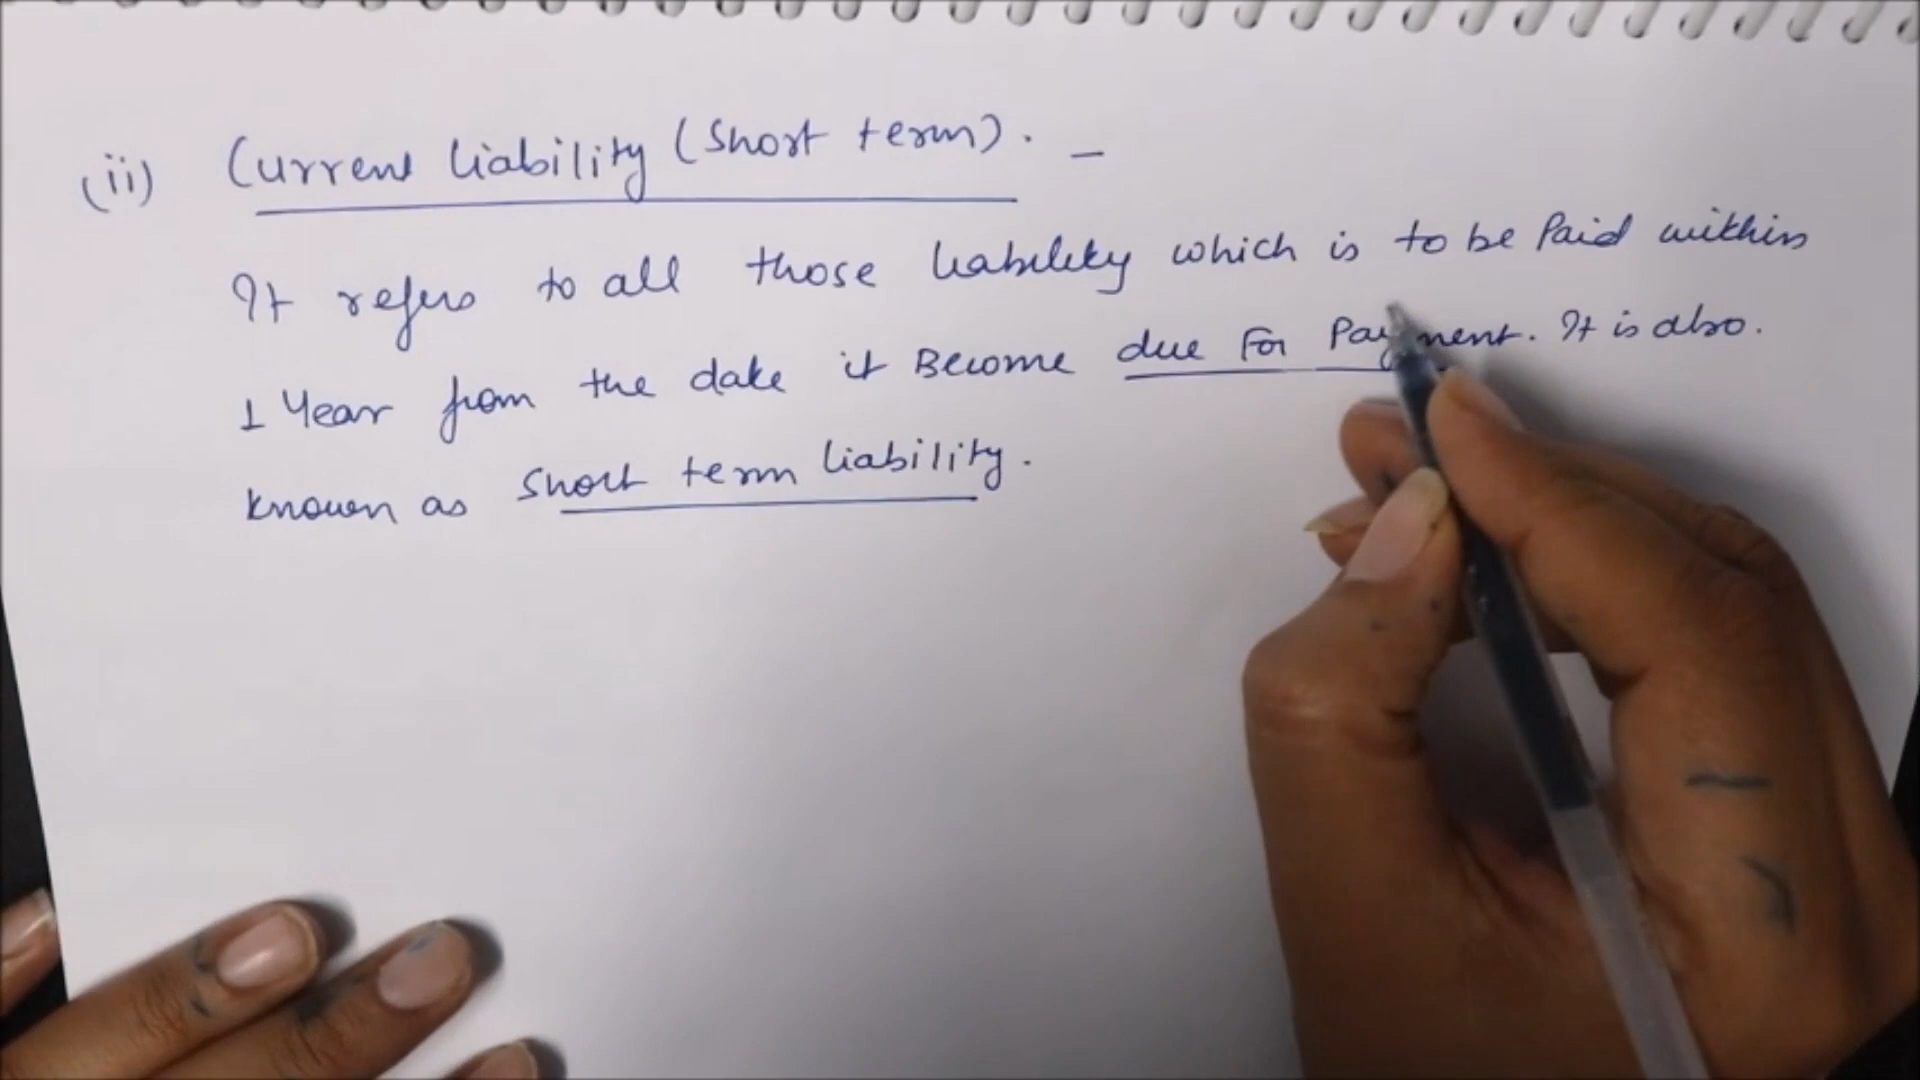 (ii) Current liability (Short term). -
It refers to all those liability which is to be Paid within
1 Year from the date it Become due For Payment. It is also.
known as Short term liability.